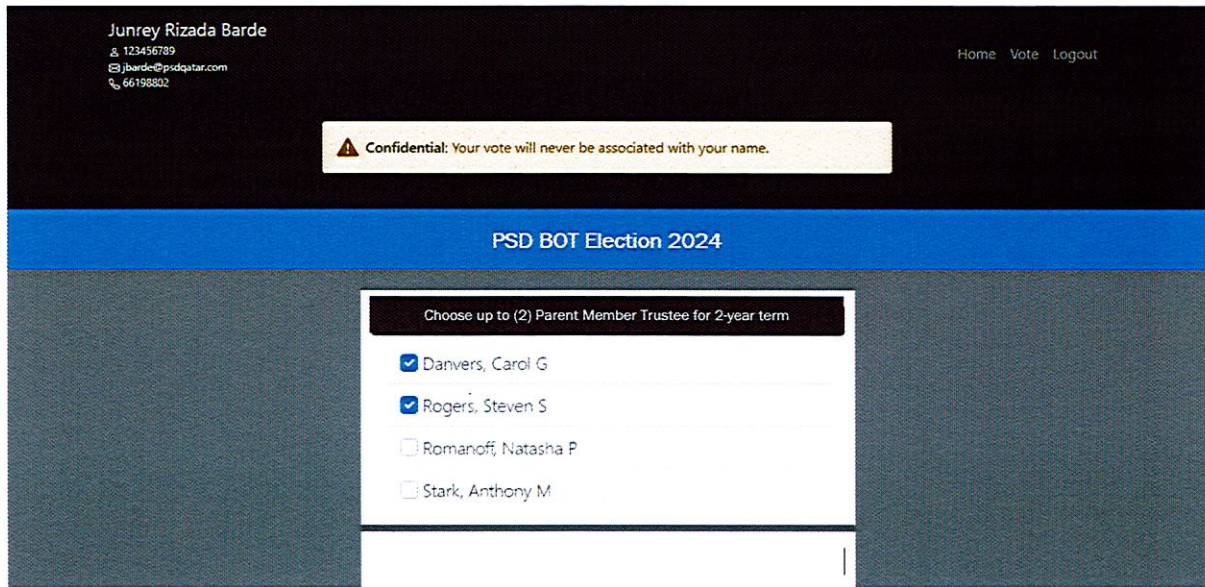 Junrey Rizada Barde
123456789
jbarde@psdqatar.com
66198802
Home Vote Logout
Confidential: Your vote will never be associated with your name.
PSD BOT Election 2024
Choose up to (2) Parent Member Trustee for 2-year term
Danvers, Carol G
Rogers, Steven S
Romanoff, Natasha P
Stark, Anthony M